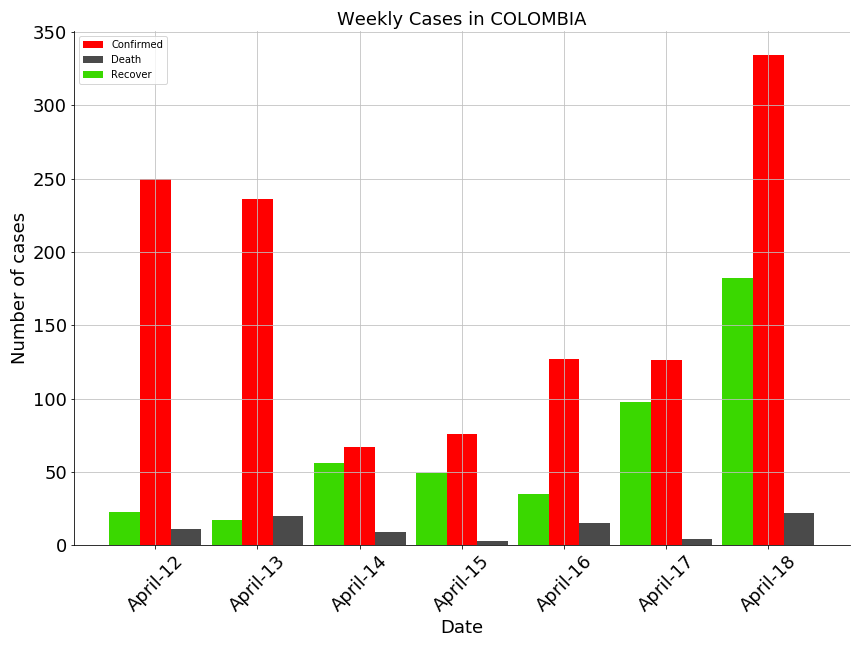 Weekly Cases in COLOMBIA
Confirmed
Death
Recover
Number of cases
350
300
250
200
150
100
50
0
April-12
April-13
April-14
April-15
April-16
April-17
April-18
Date